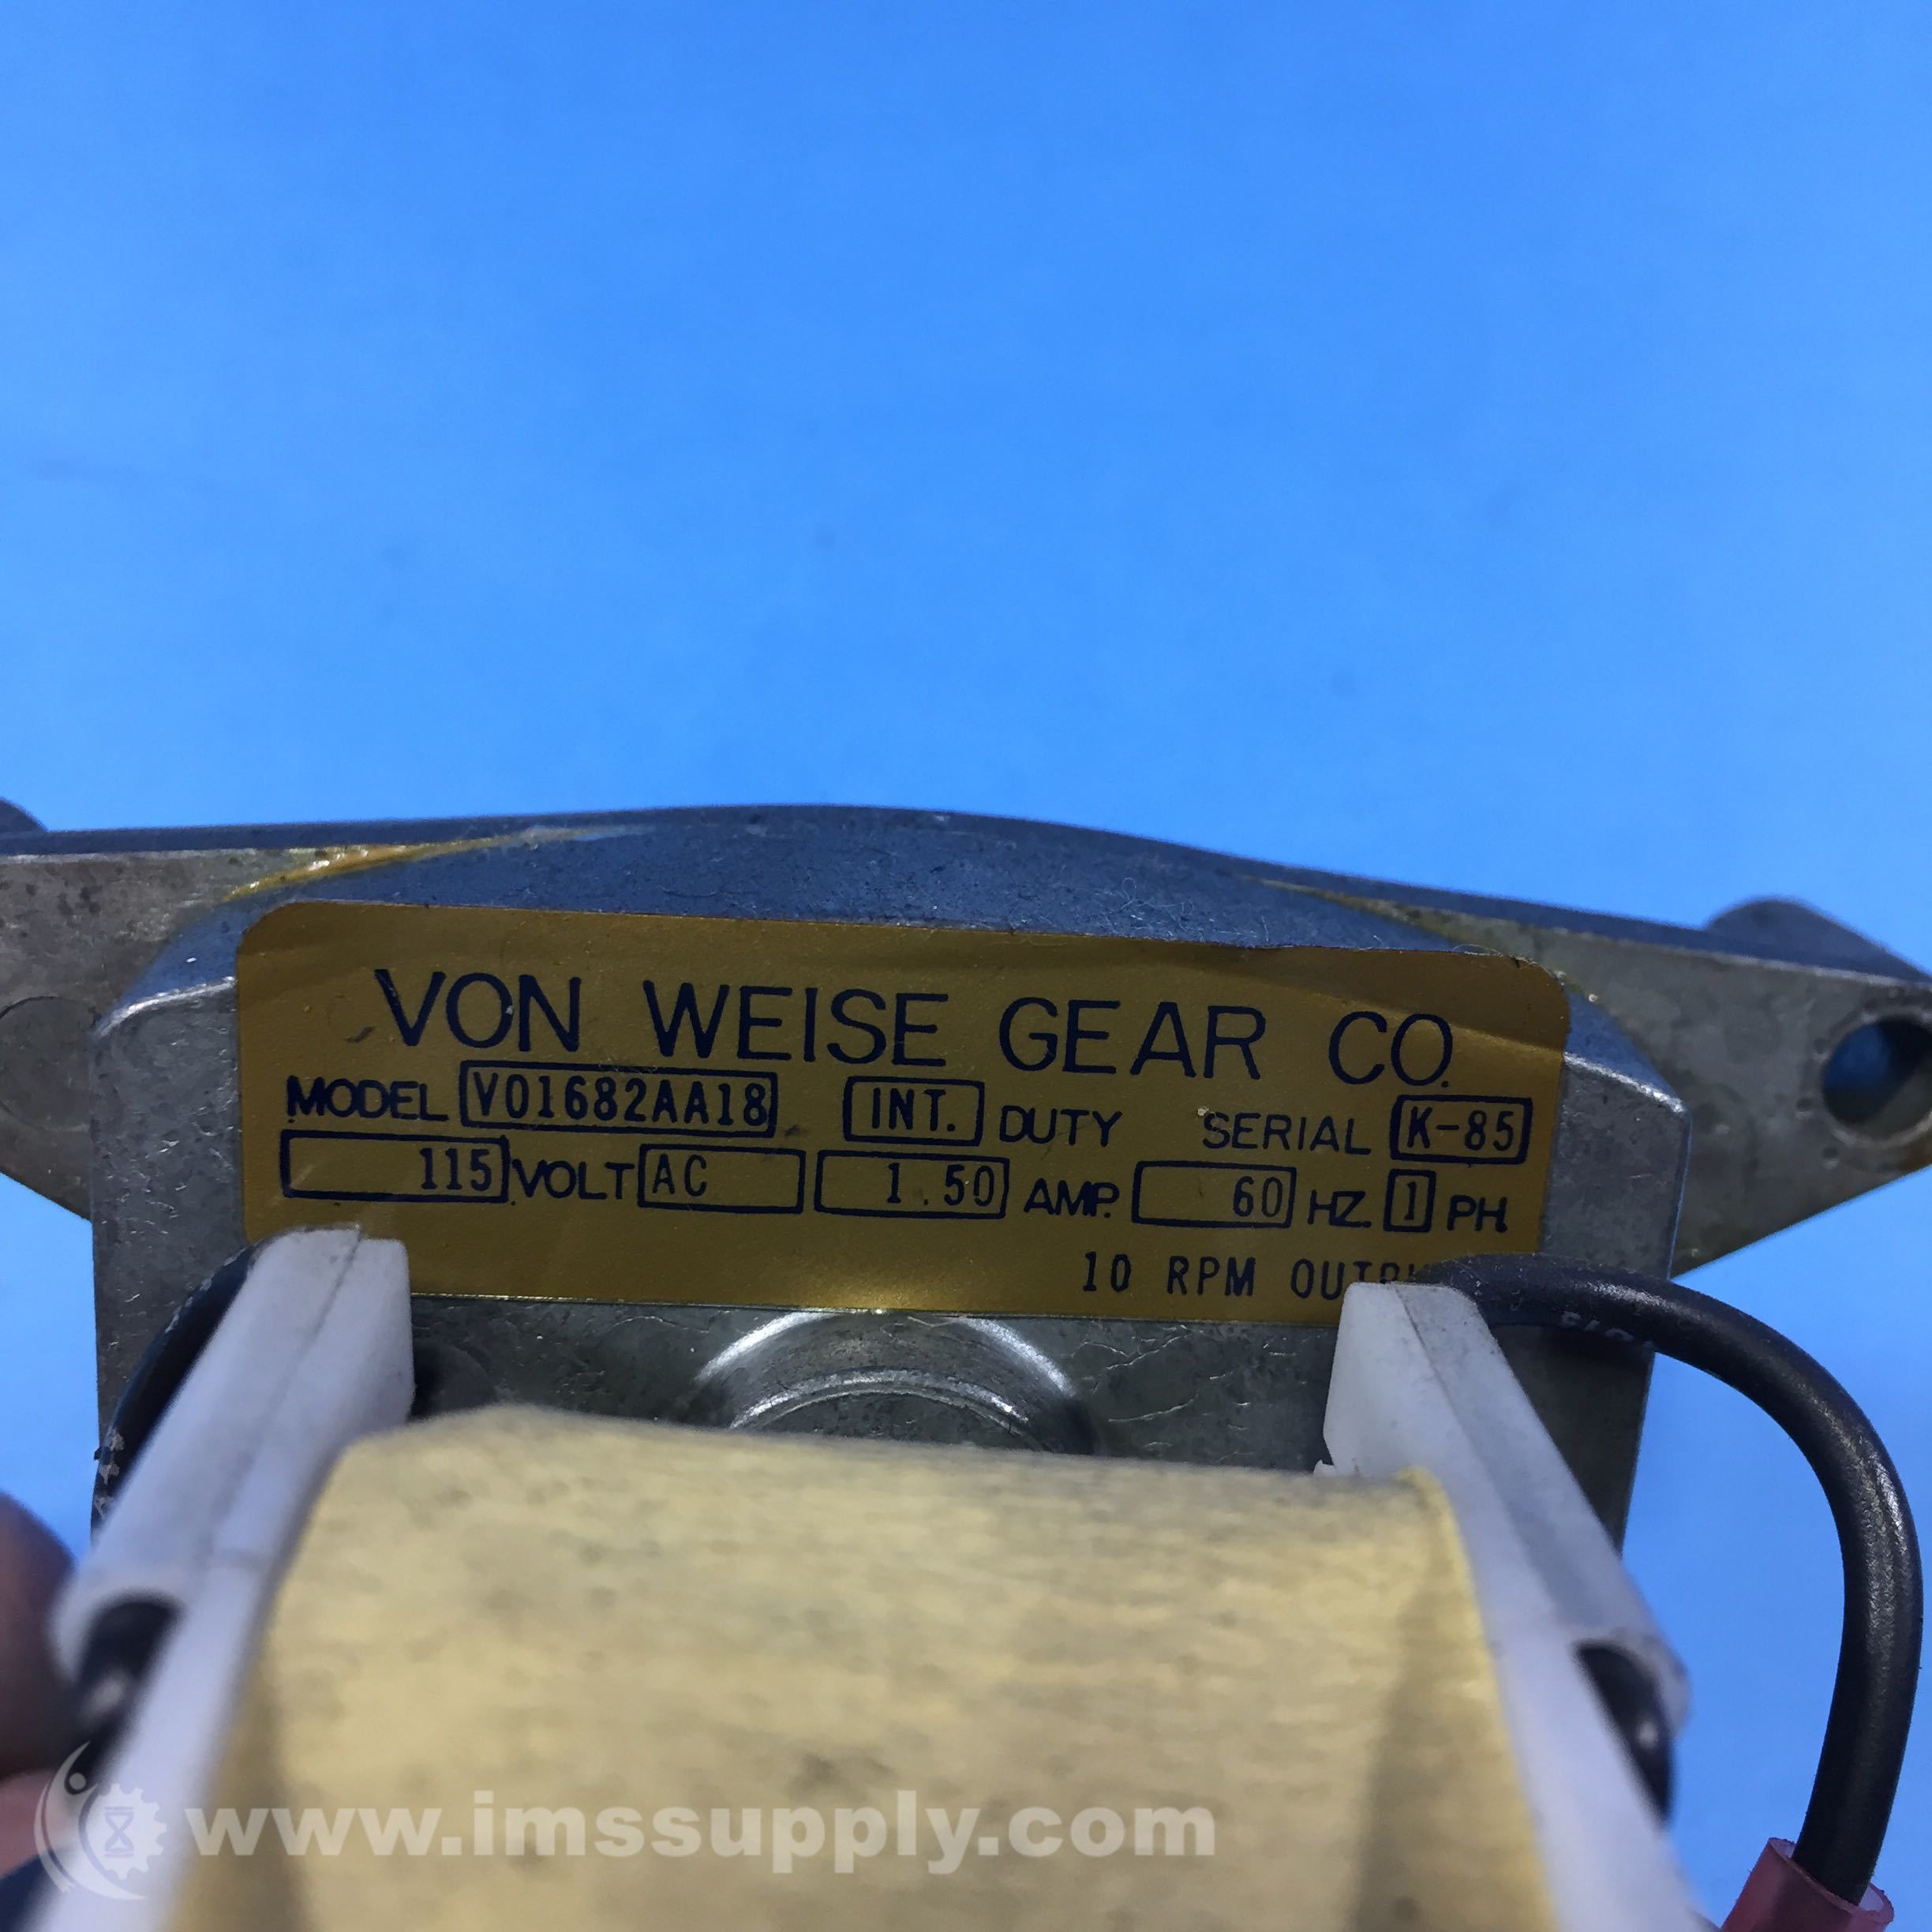 VON WEISE GEAR CO.
MODEL V01682AA18 INT. DUTY SERIAL K-85
115 VOLT AC 1.50 AMP. 60 HZ. 1 PH.
10 RPM
www.imssupply.com